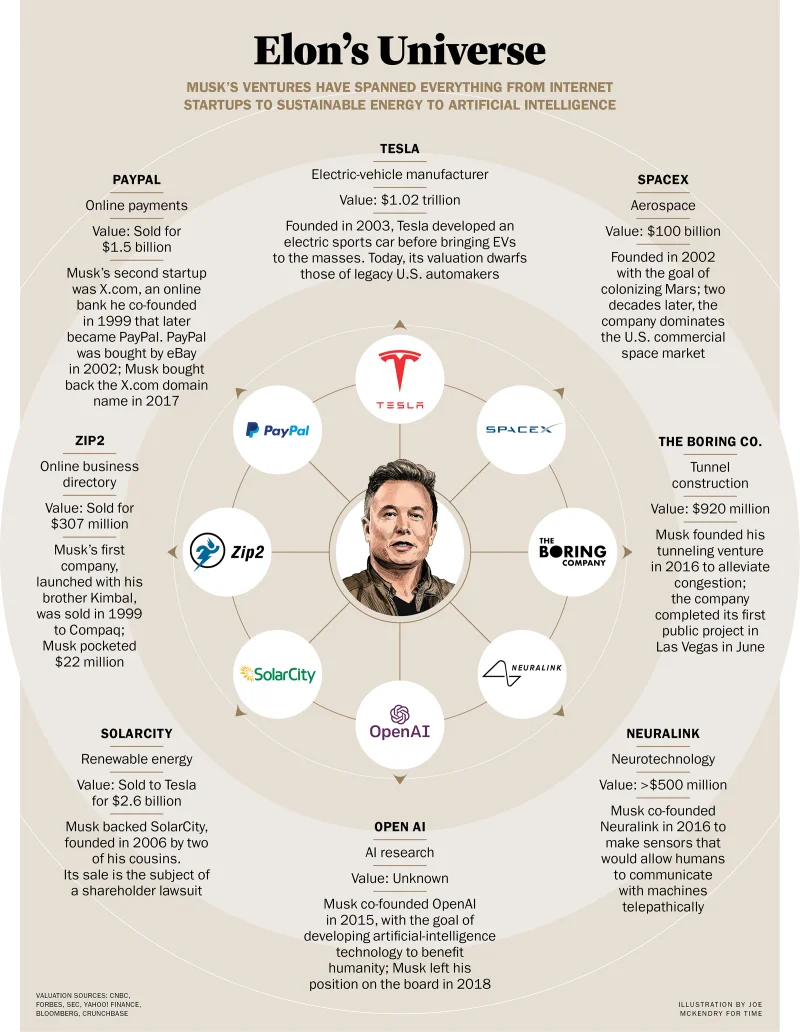 Elon's Universe
MUSK'S VENTURES HAVE SPANNED EVERYTHING FROM INTERNET
STARTUPS TO SUSTAINABLE ENERGY TO ARTIFICIAL INTELLIGENCE
TESLA
Electric-vehicle manufacturer
Value: $1.02 trillion
Founded in 2003, Tesla developed an
electric sports car before bringing EVs
to the masses. Today, its valuation dwarfs
those of legacy U.S. automakers
PAYPAL
Online payments
Value: Sold for
$1.5 billion
Musk's second startup
was X.com, an online
bank he co-founded
in 1999 that later
became PayPal. PayPal
was bought by eBay
in 2002; Musk bought
back the X.com domain
name in 2017
SPACEX
Aerospace
Value: $100 billion
Founded in 2002
with the goal of
colonizing Mars; two
decades later, the
company dominates
the U.S. commercial
space market
TESLA
PayPal
SPACEX
ZIP2
Online business
directory
Value: Sold for
$307 million
Musk's first
company,
launched with his
brother Kimbal,
was sold in 1999
to Compaq;
Musk pocketed
$22 million
Zip2
THE
BORING
COMPANY
THE BORING CO.
Tunnel
construction
Value: $920 million
Musk founded his
tunneling venture
in 2016 to alleviate
congestion;
the company
completed its first
public project in
Las Vegas in June
SolarCity
NEURALINK
OpenAI
SOLARCITY
Renewable energy
Value: Sold to Tesla
for $2.6 billion
Musk backed SolarCity,
founded in 2006 by two
of his cousins.
Its sale is the subject of
a shareholder lawsuit
OPEN AI
AI research
Value: Unknown
Musk co-founded OpenAI
in 2015, with the goal of
developing artificial-intelligence
technology to benefit
humanity; Musk left his
position on the board in 2018
NEURALINK
Neurotechnology
Value: >$500 million
Musk co-founded
Neuralink in 2016 to
make sensors that
would allow humans
to communicate
with machines
telepathically
VALUATION SOURCES: CNBC,
FORBES, SEC, YAHOO! FINANCE,
BLOOMBERG, CRUNCHBASE
ILLUSTRATION BY JOE
MCKENDRY FOR TIME